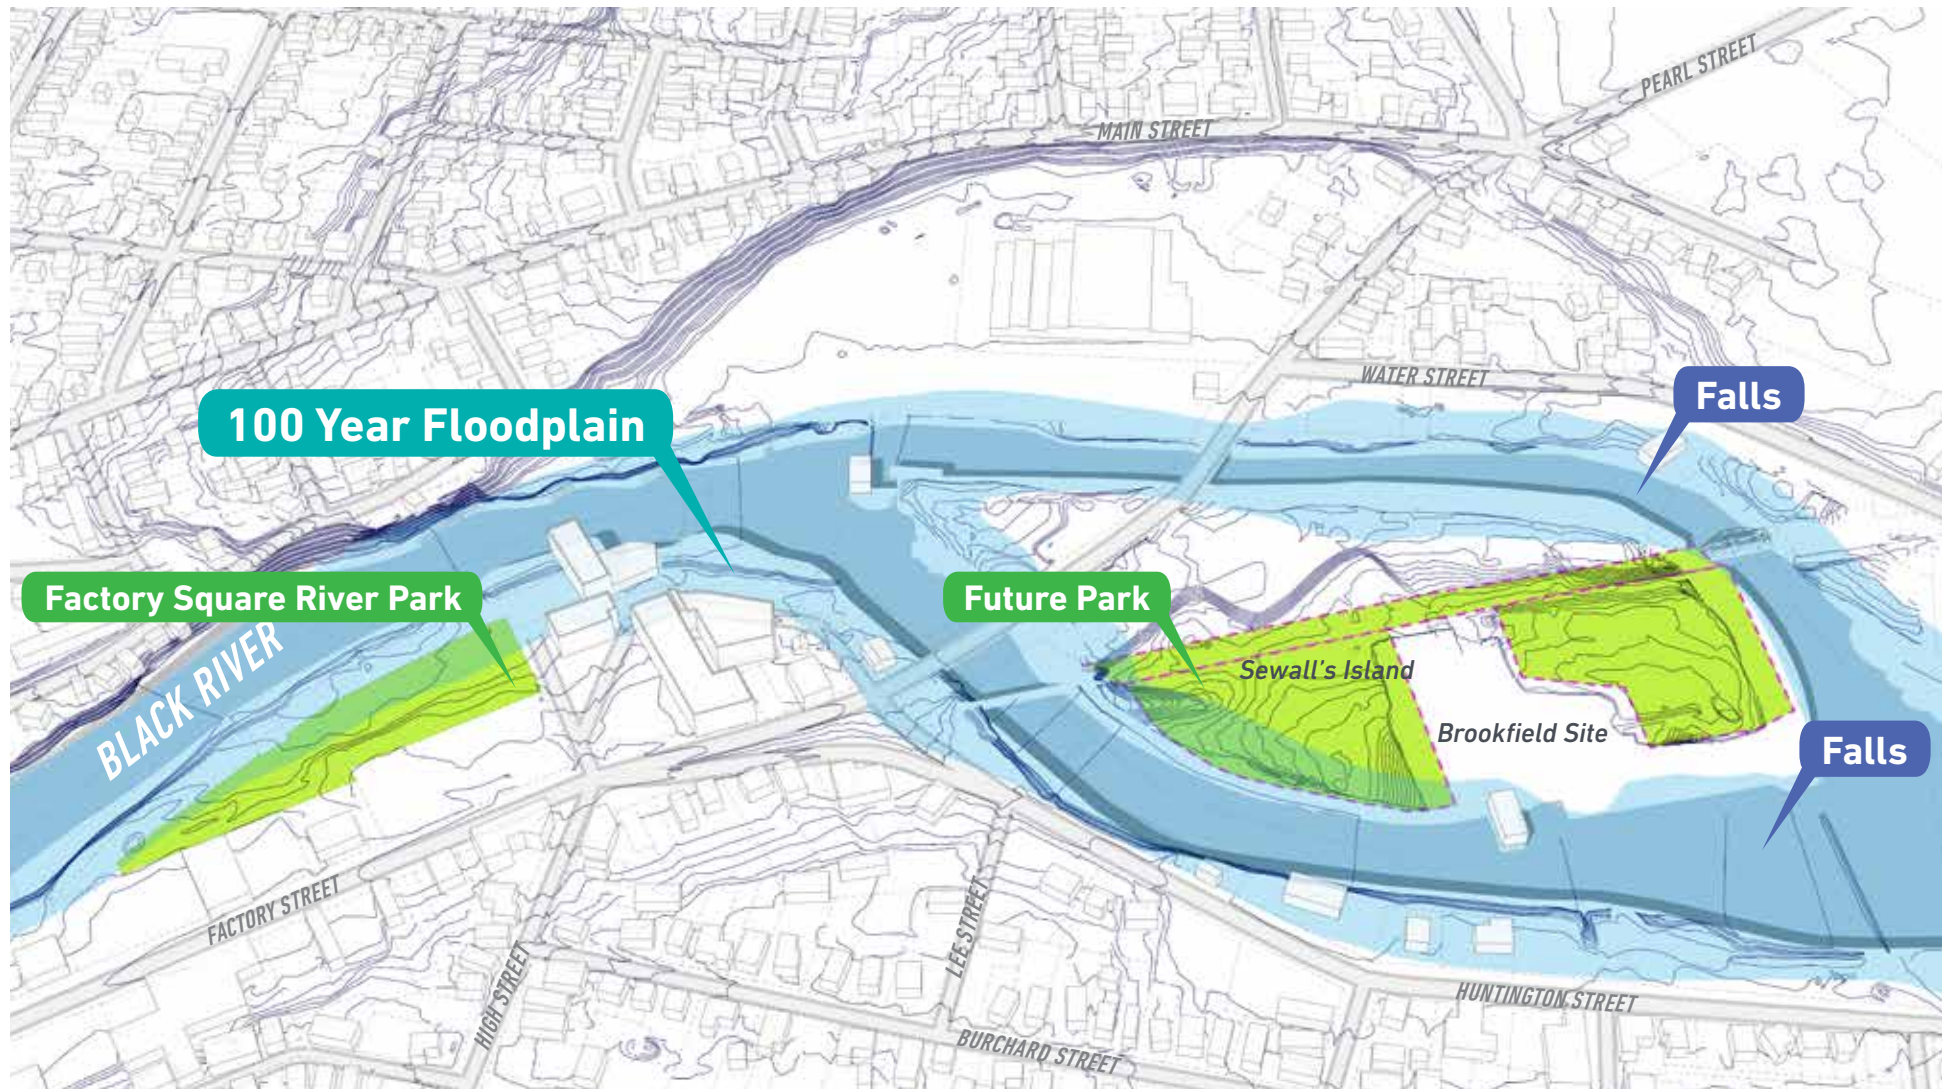 PEARL STREET
MAIN STREET
WATER STREET
Falls
100 Year Floodplain
Factory Square River Park
Future Park
BLACK RIVER
Sewall's Island
Brookfield Site
Falls
FACTORY STREET
LEE STREET
HIGH STREET
HUNTINGTON STREET
BURCHARD STREET